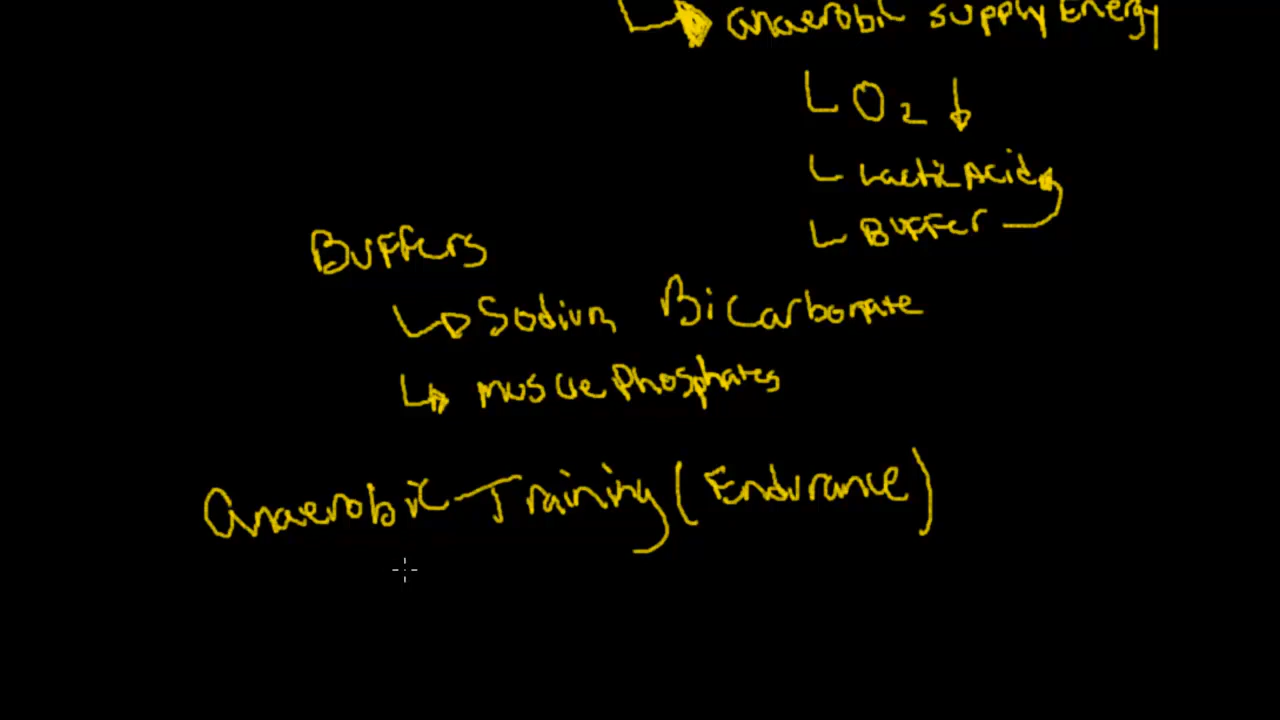 anaerobic supply Energy
O2 ↓
Lactic Acid
Buffer
Buffers
Sodium Bicarbonate
muscle Phosphates
anaerobic Training (Endurance)